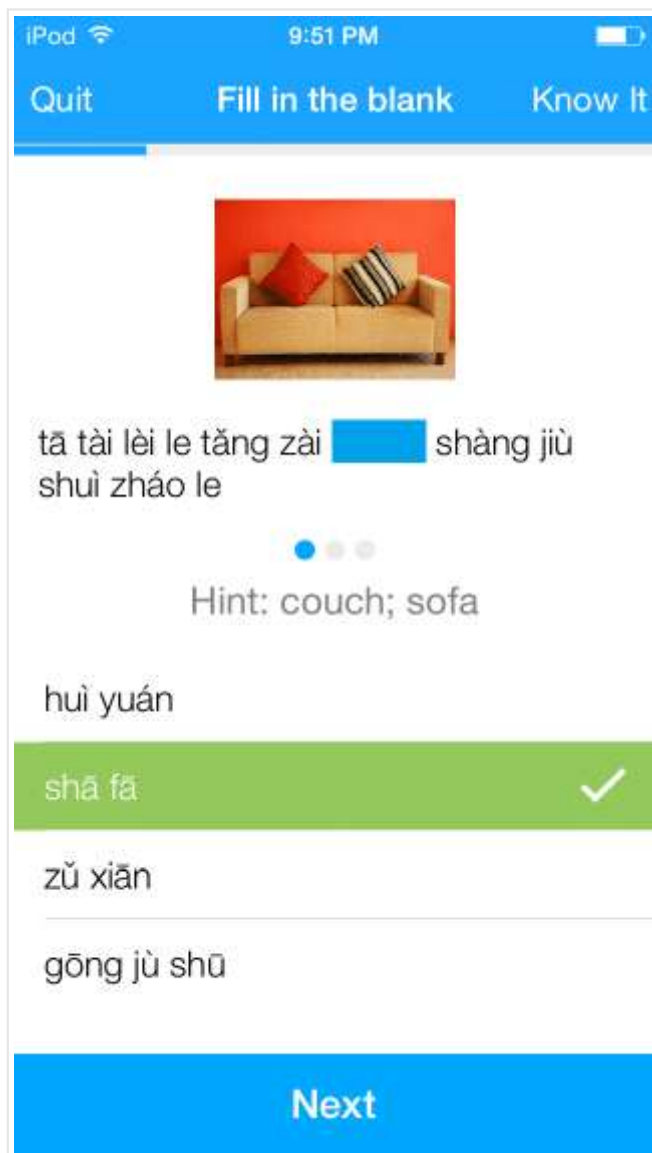 iPod 9:51 PM
Quit Fill in the blank Know It
tā tài lèi le tǎng zài shàng jiù
shuì zháo le
Hint: couch; sofa
huì yuán
shā fā
zǔ xiān
gōng jù shū
Next